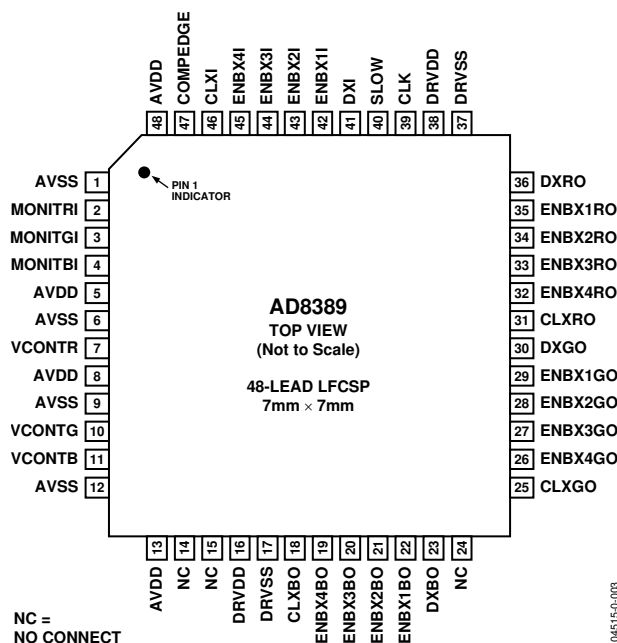 AVDD
COMPEDGE
CLXI
ENBX4I
ENBX3I
ENBX2I
ENBX1I
DXI
SLOW
CLK
DRVDD
DRVSS
48
47
46
45
44
43
42
41
40
39
38
37
AVSS 1
MONITRI 2
MONITGI 3
MONITBI 4
AVDD 5
AVSS 6
VCONTR 7
AVDD 8
AVSS 9
VCONTG 10
VCONTB 11
AVSS 12
PIN 1
INDICATOR
AD8389
TOP VIEW
(Not to Scale)
48-LEAD LFCSP
7mm × 7mm
36 DXRO
35 ENBX1RO
34 ENBX2RO
33 ENBX3RO
32 ENBX4RO
31 CLXRO
30 DXGO
29 ENBX1GO
28 ENBX2GO
27 ENBX3GO
26 ENBX4GO
25 CLXGO
13
14
15
16
17
18
19
20
21
22
23
24
AVDD
NC
NC
DRVDD
DRVSS
CLXBO
ENBX4BO
ENBX3BO
ENBX2BO
ENBX1BO
DXBO
NC
NC =
NO CONNECT
04515-0-003